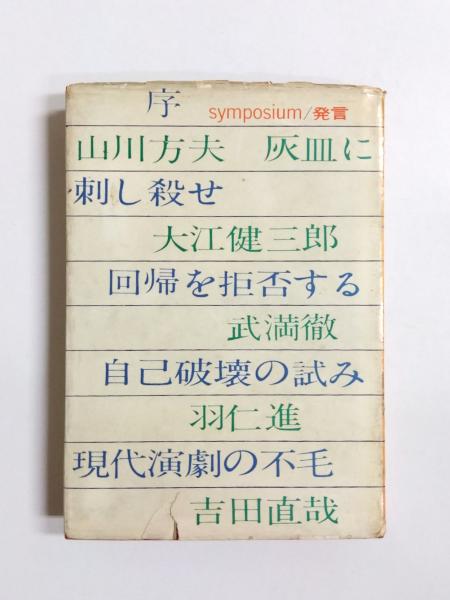 序 symposium/発言
山川方夫 灰皿に
刺し殺せ
大江健三郎
回帰を拒否する
武満徹
自己破壊の試み
羽仁進
現代演劇の不毛
吉田直哉